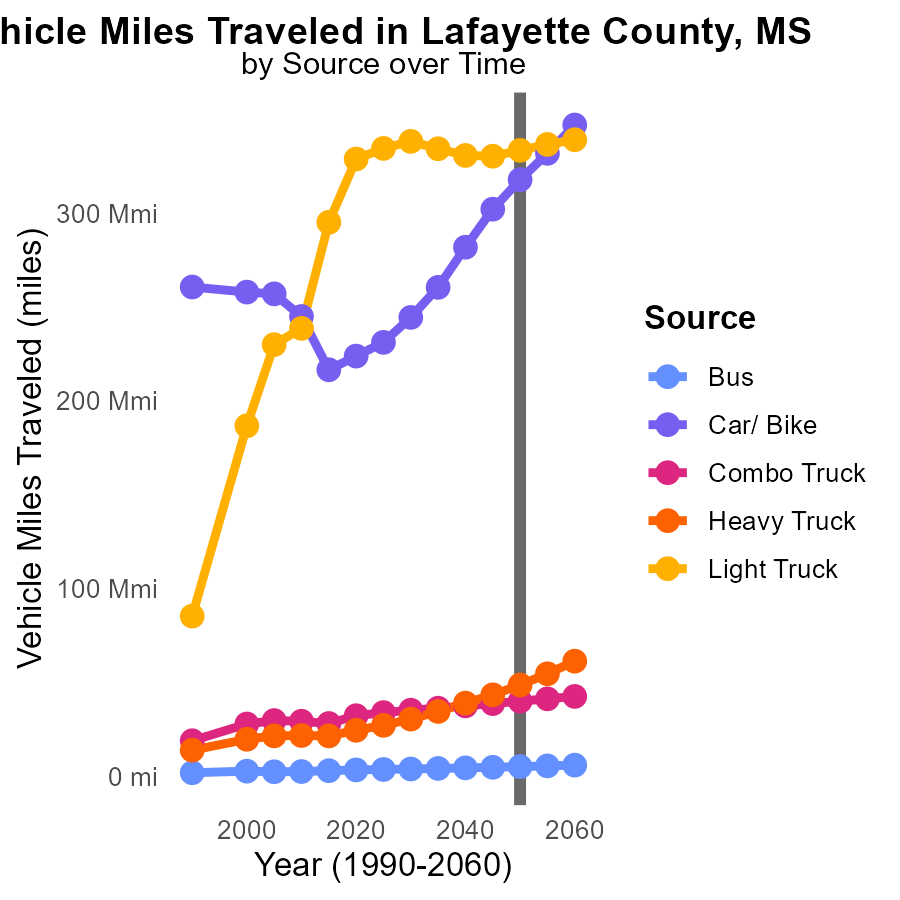 hicle Miles Traveled in Lafayette County, MS
by Source over Time
Vehicle Miles Traveled (miles)
300 Mmi
200 Mmi
100 Mmi
0 mi
2000 2020 2040 2060
Year (1990-2060)
Source
Bus
Car/ Bike
Combo Truck
Heavy Truck
Light Truck